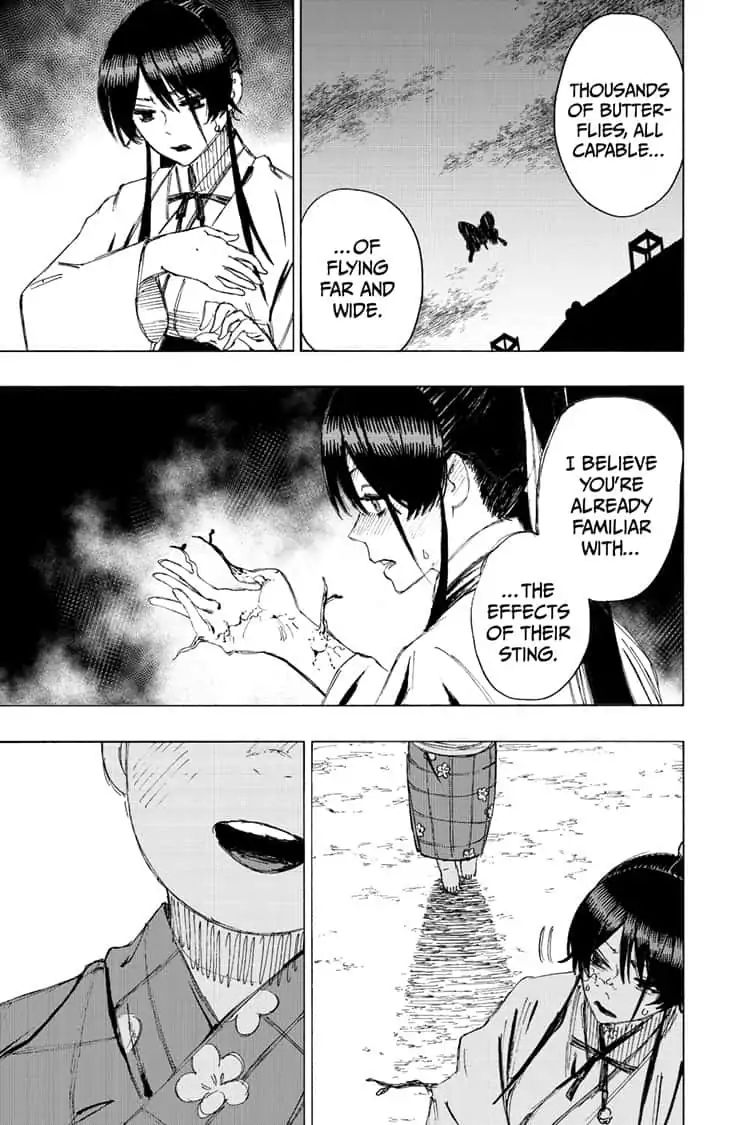 THOUSANDS
OF BUTTER-
FLIES, ALL
CAPABLE...
...OF
FLYING
FAR AND
WIDE.
I BELIEVE
YOU'RE
ALREADY
FAMILIAR
WITH...
...THE
EFFECTS
OF THEIR
STING.